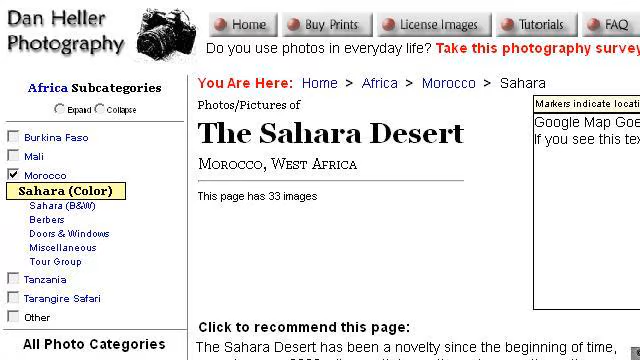 Dan Heller
Photography
Home
Buy Prints
License Images
Tutorials
FAQ
Do you use photos in everyday life? Take this photography survey
You Are Here: Home > Africa > Morocco > Sahara
Africa Subcategories
Expand Collapse
Burkina Faso
Mali
Morocco
Sahara (Color)
Sahara (B&W)
Berbers
Doors & Windows
Miscellaneous
Tour Group
Tanzania
Tarangire Safari
Other
All Photo Categories
Photos/Pictures of
The Sahara Desert
Morocco, West Africa
This page has 33 images
Markers indicate locati
Google Map Goe
If you see this tex
Click to recommend this page:
The Sahara Desert has been a novelty since the beginning of time,